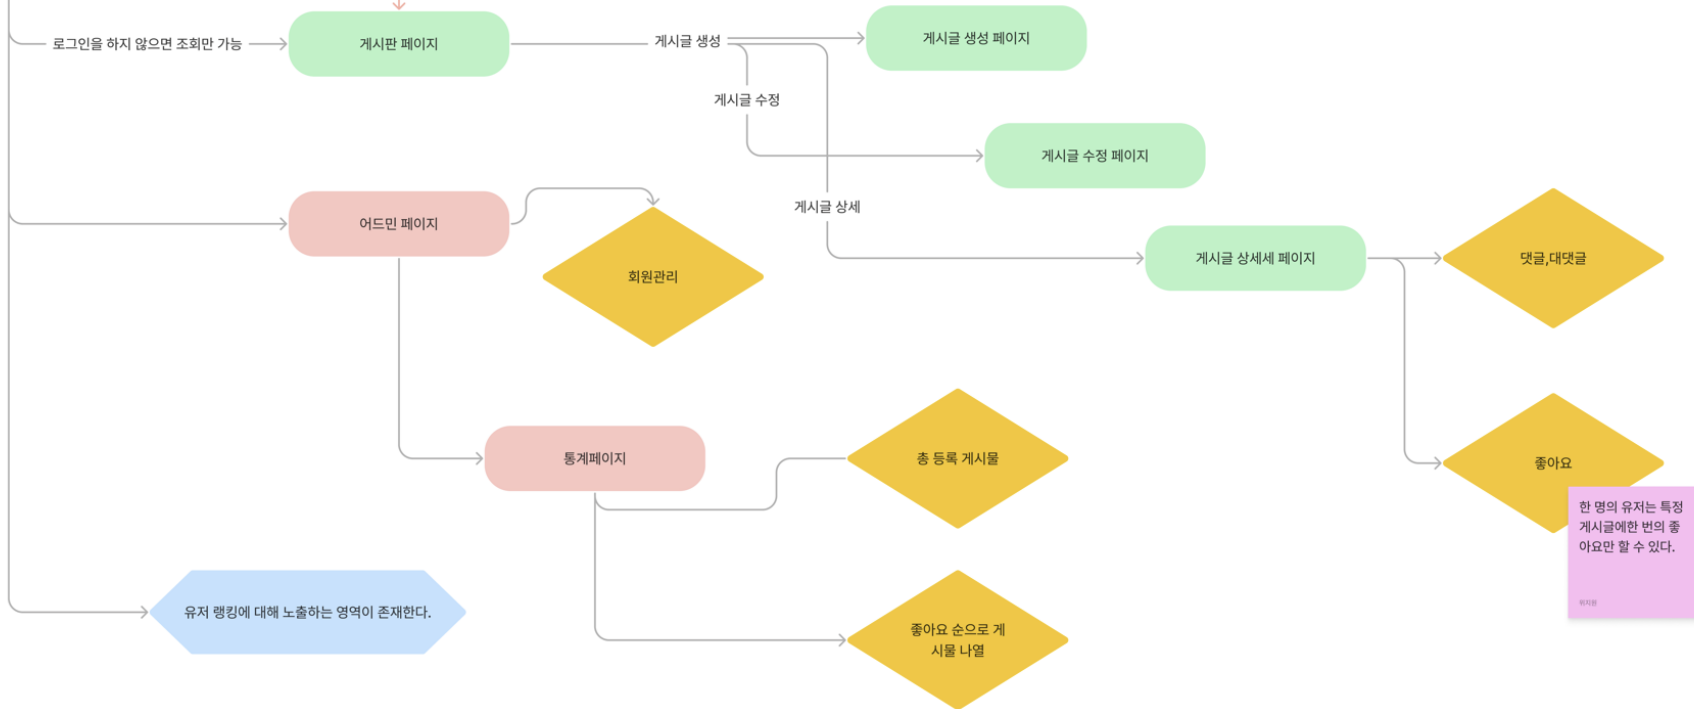 로그인을 하지 않으면 조회만 가능
게시판 페이지
게시글 생성
게시글 생성 페이지
게시글 수정
게시글 수정 페이지
게시글 상세
게시글 상세세 페이지
댓글,대댓글
어드민 페이지
회원관리
통계페이지
총 등록 게시물
좋아요
한 명의 유저는 특정
게시글에한 번의 좋
아요만 할 수 있다.
유저 랭킹에 대해 노출하는 영역이 존재한다.
좋아요 순으로 게
시물 나열